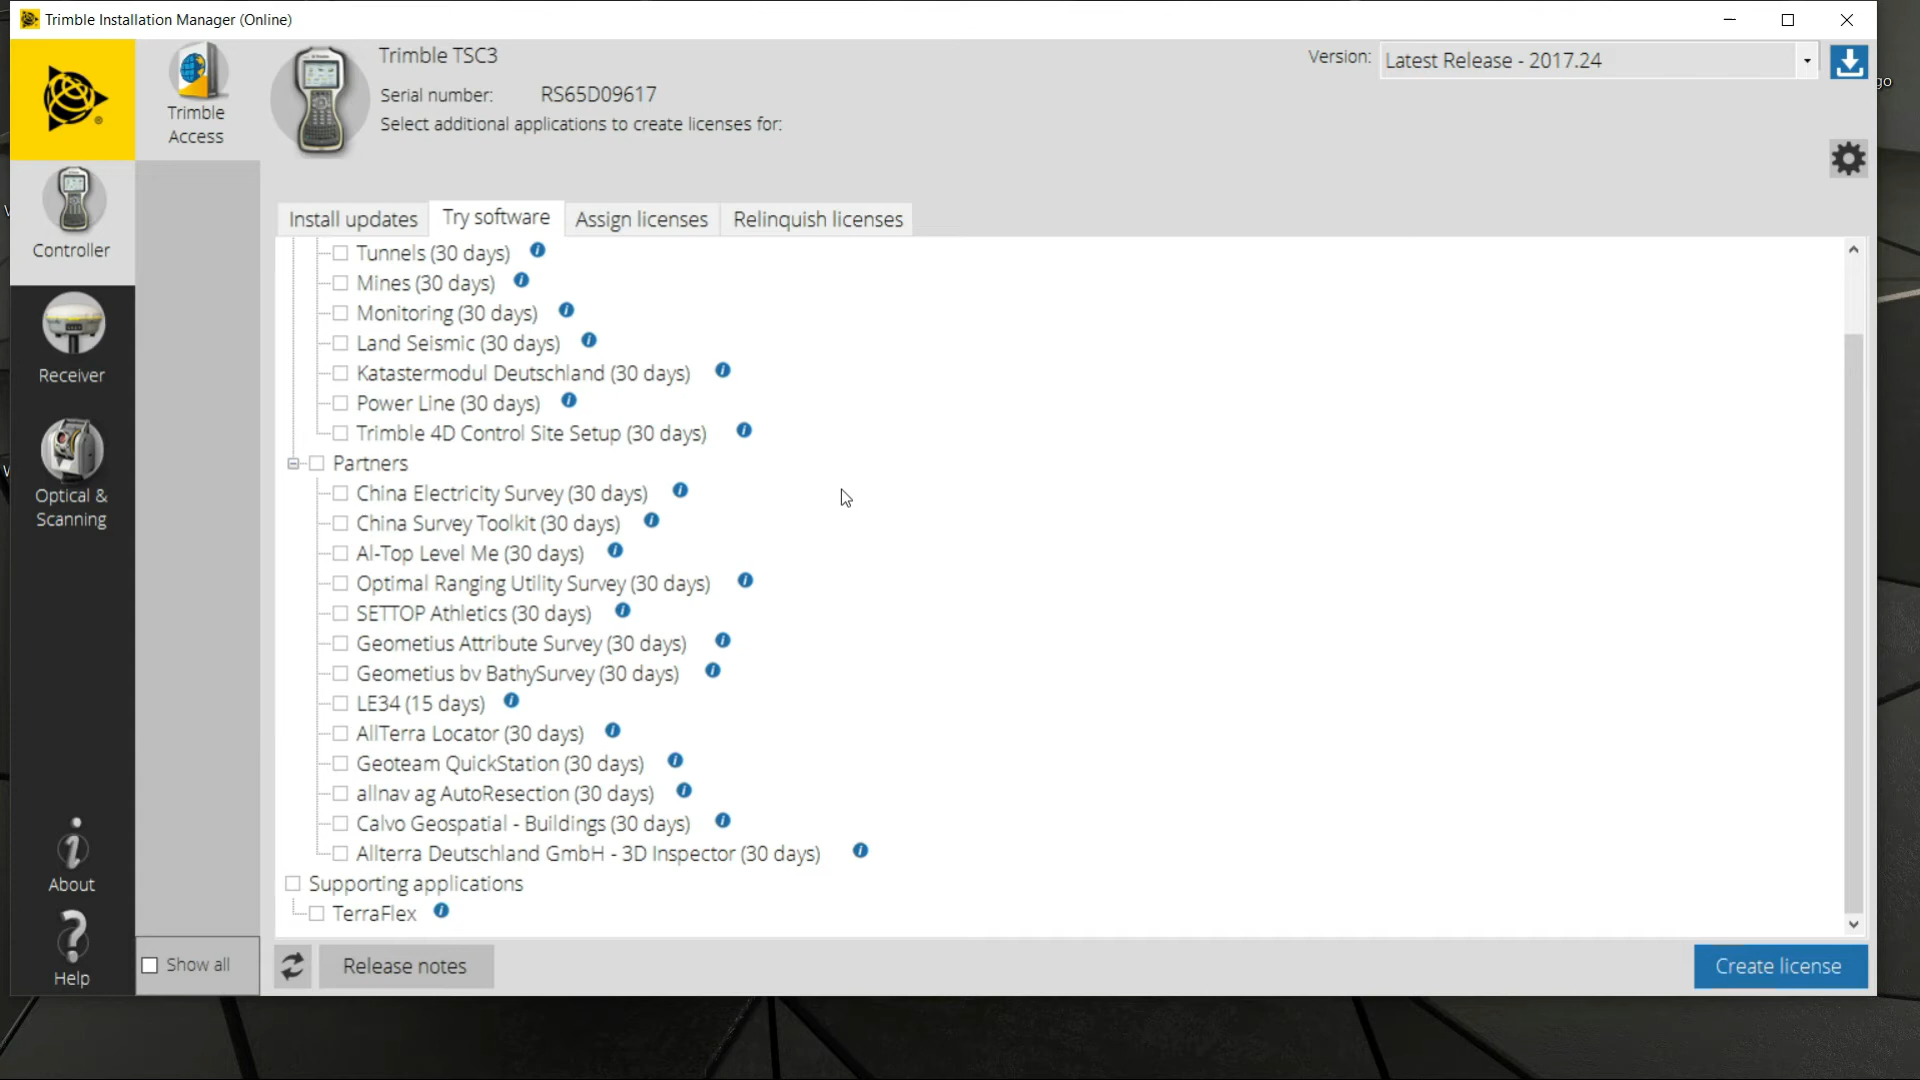 Trimble Installation Manager (Online)
Trimble
Access
Trimble TSC3
Serial number: RS65D09617
Select additional applications to create licenses for:
Version: Latest Release - 2017.24
go
Controller
Receiver
Optical &
Scanning
About
Help
Show all
Install updates
Try software
Assign licenses
Relinquish licenses
Tunnels (30 days)
Mines (30 days)
Monitoring (30 days)
Land Seismic (30 days)
Katastermodul Deutschland (30 days)
Power Line (30 days)
Trimble 4D Control Site Setup (30 days)
Partners
China Electricity Survey (30 days)
China Survey Toolkit (30 days)
Al-Top Level Me (30 days)
Optimal Ranging Utility Survey (30 days)
SETTOP Athletics (30 days)
Geometius Attribute Survey (30 days)
Geometius bv BathySurvey (30 days)
LE34 (15 days)
AllTerra Locator (30 days)
Geoteam QuickStation (30 days)
allnav ag AutoResection (30 days)
Calvo Geospatial - Buildings (30 days)
Allterra Deutschland GmbH - 3D Inspector (30 days)
Supporting applications
TerraFlex
Release notes
Create license